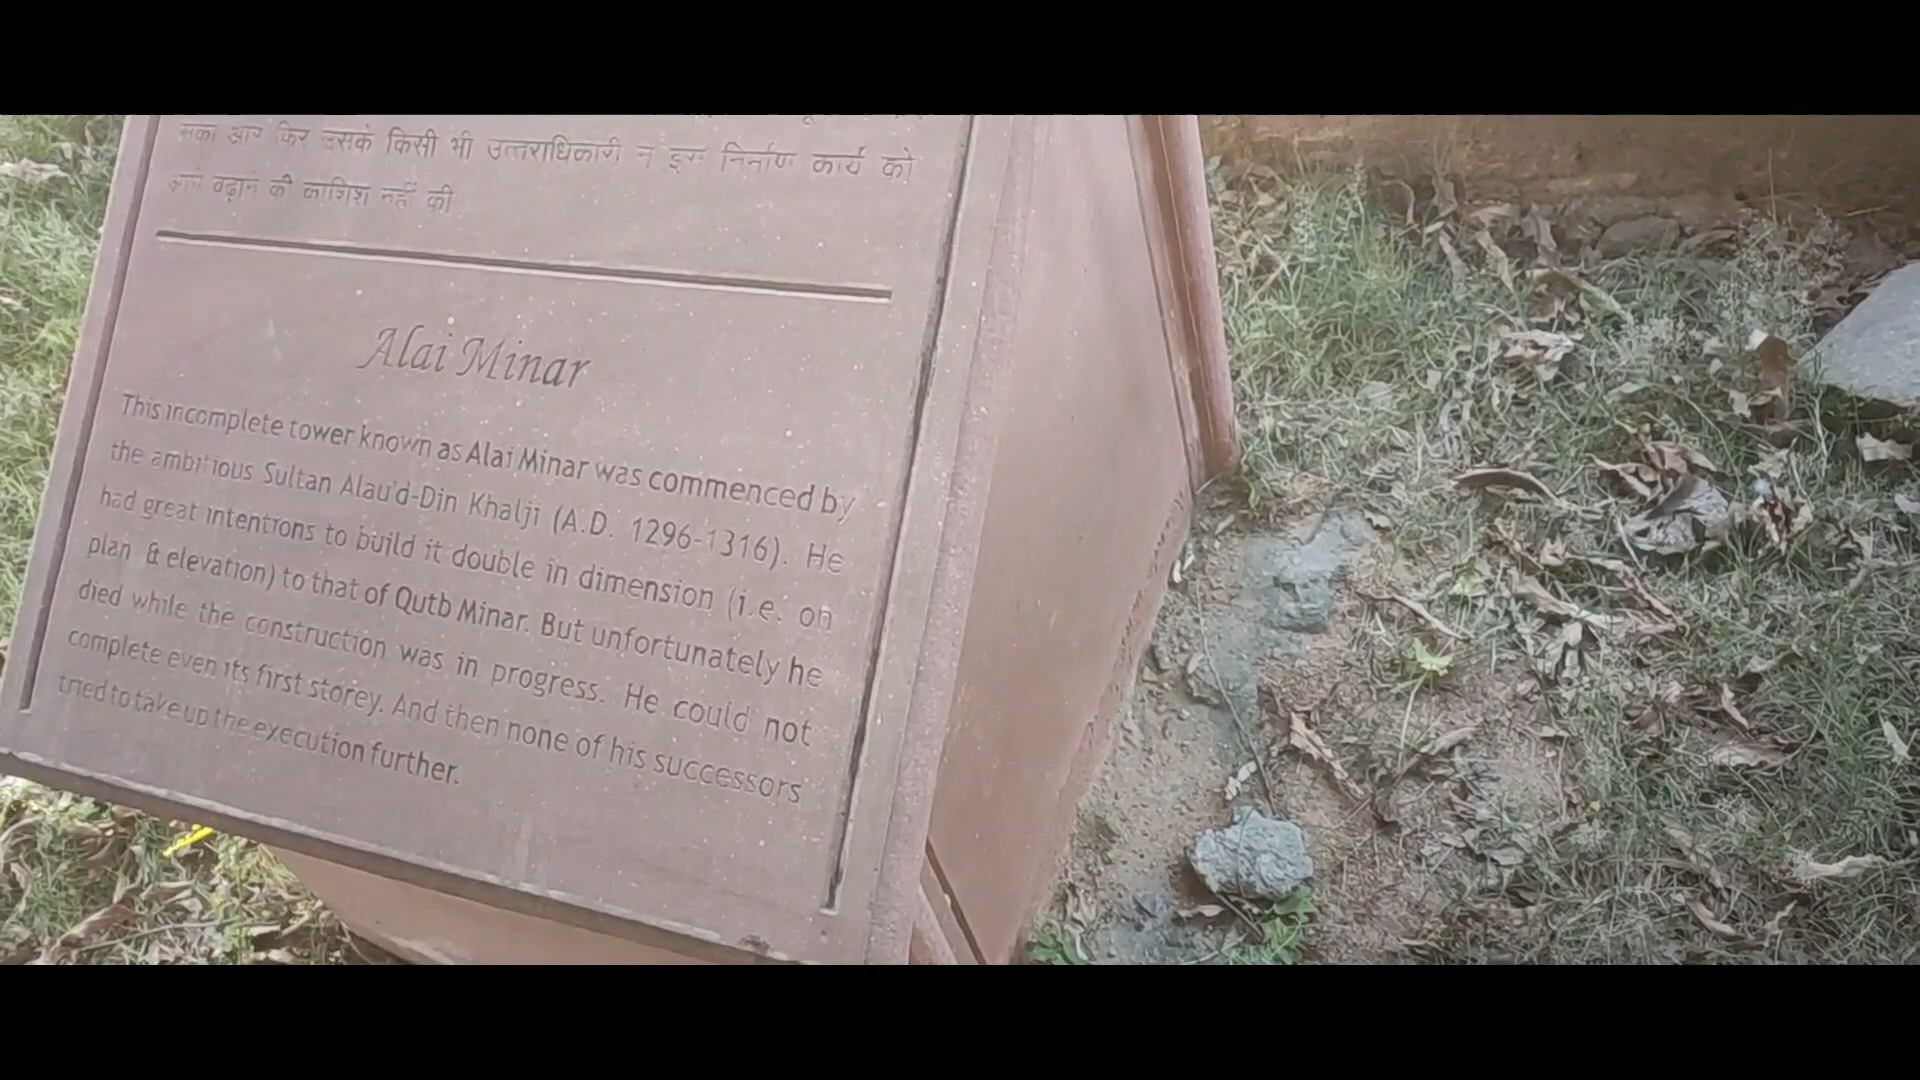 सका और फिर उसके किसी भी उत्तराधिकारी ने इस निर्माण कार्य को
आगे बढ़ाने की कोशिश नहीं की
Alai Minar
This incomplete tower known as Alai Minar was commenced by
the ambitious Sultan Alau'd-Din Khalji (A.D. 1296-1316). He
had great intentions to build it double in dimension (i.e. on
plan & elevation) to that of Qutb Minar. But unfortunately he
died while the construction was in progress. He could not
complete even its first storey. And then none of his successors
tried to take up the execution further.